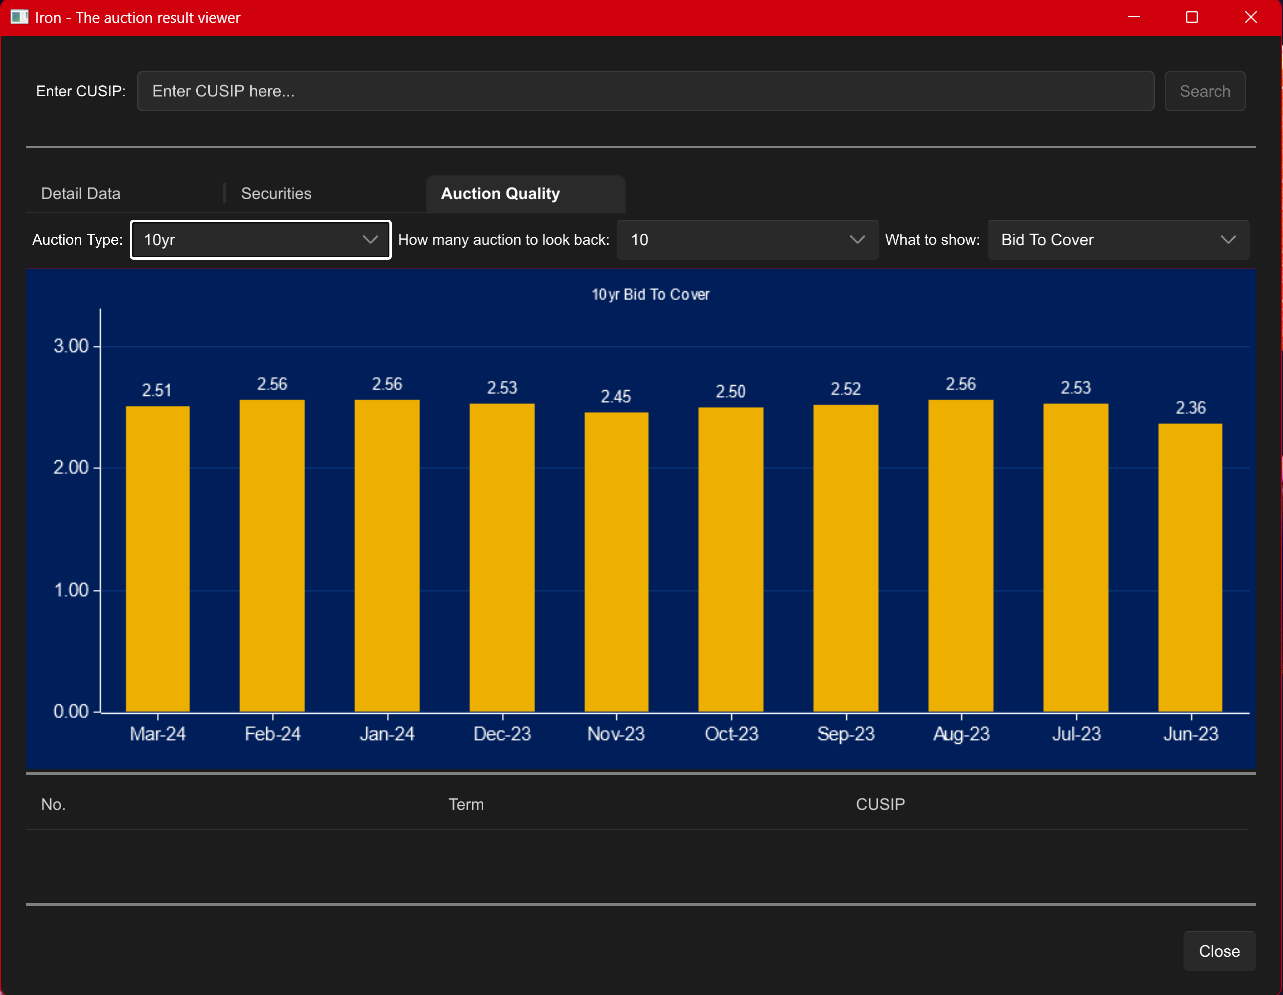 Iron - The auction result viewer
Enter CUSIP: Enter CUSIP here... Search
Detail Data Securities Auction Quality
Auction Type: 10yr How many auction to look back: 10 What to show: Bid To Cover
10yr Bid To Cover
3.00
2.51 2.56 2.56 2.53 2.45 2.50 2.52 2.56 2.53 2.36
2.00
1.00
0.00
Mar-24 Feb-24 Jan-24 Dec-23 Nov-23 Oct-23 Sep-23 Aug-23 Jul-23 Jun-23
No. Term CUSIP
Close